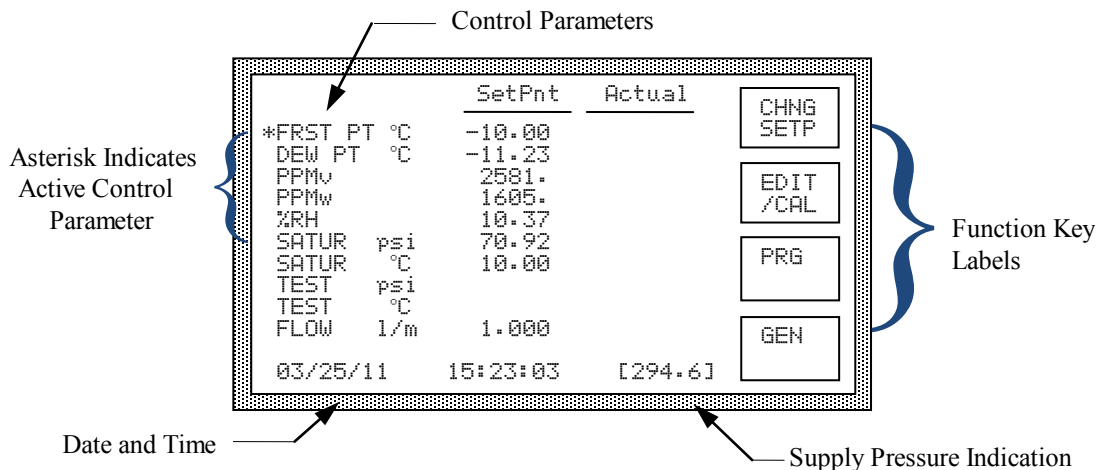 Control Parameters
SetPnt Actual
*FRST PT °C -10.00
DEW PT °C -11.23
PPMv 2581.
PPMw 1605.
%RH 10.37
SATUR psi 70.92
SATUR °C 10.00
TEST psi
TEST °C
FLOW l/m 1.000
03/25/11 15:23:03 [294.6]
CHNG
SETP
EDIT
/CAL
PRG
GEN
Asterisk Indicates
Active Control
Parameter
Function Key
Labels
Date and Time
Supply Pressure Indication